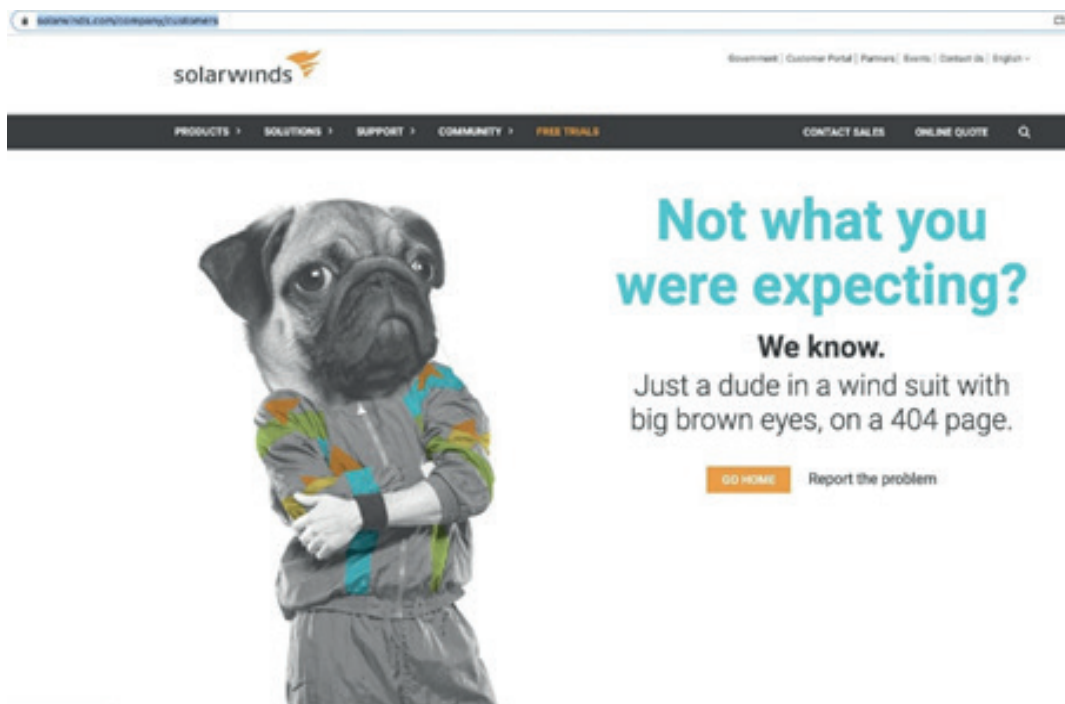 solarwinds.com/company/customers
solarwinds
Government | Customer Portal | Partners | Events | Contact Us | English
PRODUCTS > SOLUTIONS > SUPPORT > COMMUNITY > FREE TRIALS CONTACT SALES ONLINE QUOTE
Not what you
were expecting?
We know.
Just a dude in a wind suit with
big brown eyes, on a 404 page.
GO HOME Report the problem